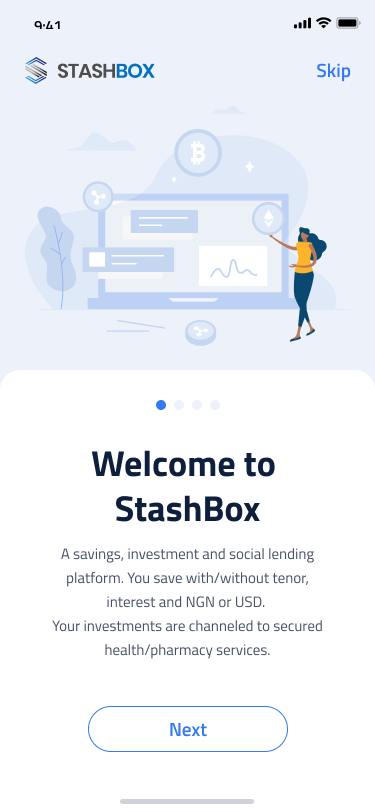 9:41
STASHBOX
Skip
Welcome to
StashBox
A savings, investment and social lending
platform. You save with/without tenor,
interest and NGN or USD.
Your investments are channeled to secured
health/pharmacy services.
Next